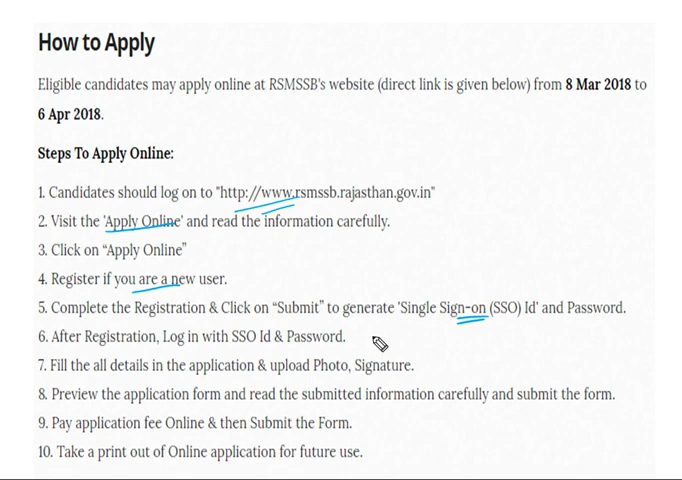 How to Apply
Eligible candidates may apply online at RSMSSB's website (direct link is given below) from 8 Mar 2018 to
6 Apr 2018.
Steps To Apply Online:
1. Candidates should log on to "http://www.rsmssb.rajasthan.gov.in"
2. Visit the 'Apply Online' and read the information carefully.
3. Click on “Apply Online”
4. Register if you are a new user.
5. Complete the Registration & Click on “Submit” to generate 'Single Sign-on (SSO) Id' and Password.
6. After Registration, Log in with SSO Id & Password.
7. Fill the all details in the application & upload Photo, Signature.
8. Preview the application form and read the submitted information carefully and submit the form.
9. Pay application fee Online & then Submit the Form.
10. Take a print out of Online application for future use.